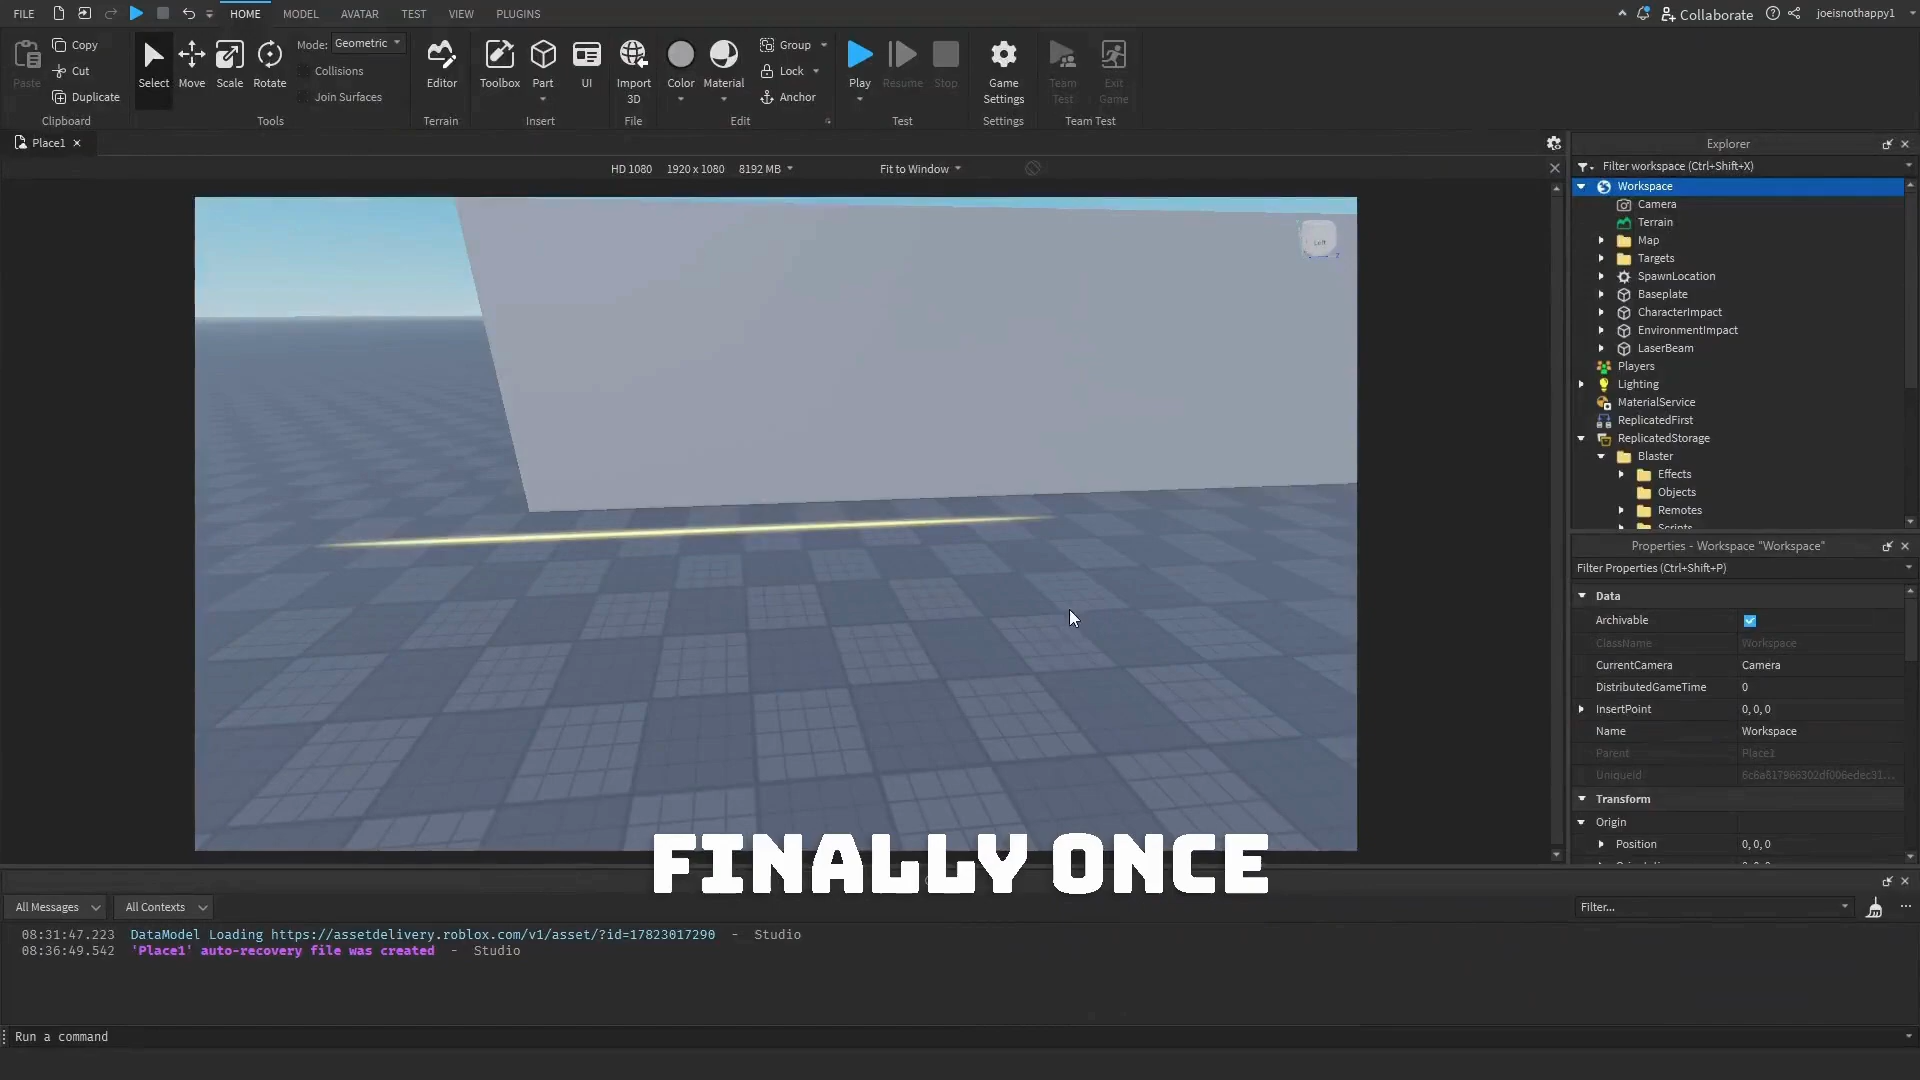 FILE HOME MODEL AVATAR TEST VIEW PLUGINS Collaborate joeisnothappy1
Paste Copy Cut Duplicate Clipboard
Select Move Scale Rotate Mode: Geometric Collisions Join Surfaces Tools
Editor Terrain
Toolbox Part UI Insert
Import 3D File
Color Material Group Lock Anchor Edit
Play Resume Stop Test
Game Settings Settings
Team Test Exit Game Team Test
Place1
HD 1080 1920 x 1080 8192 MB Fit to Window
Left
FINALLY ONCE
Explorer
Filter workspace (Ctrl+Shift+X)
Workspace
Camera
Terrain
Map
Targets
SpawnLocation
Baseplate
CharacterImpact
EnvironmentImpact
LaserBeam
Players
Lighting
MaterialService
ReplicatedFirst
ReplicatedStorage
Blaster
Effects
Objects
Remotes
Scripts
Properties - Workspace "Workspace"
Filter Properties (Ctrl+Shift+P)
Data
Archivable
ClassName Workspace
CurrentCamera Camera
DistributedGameTime 0
InsertPoint 0, 0, 0
Name Workspace
Parent Place1
UniqueId 6c6a817966302df006edec31...
Transform
Origin
Position 0, 0, 0
All Messages All Contexts Filter...
08:31:47.223 DataModel Loading https://assetdelivery.roblox.com/v1/asset/?id=17823017290 - Studio
08:36:49.542 'Place1' auto-recovery file was created - Studio
Run a command